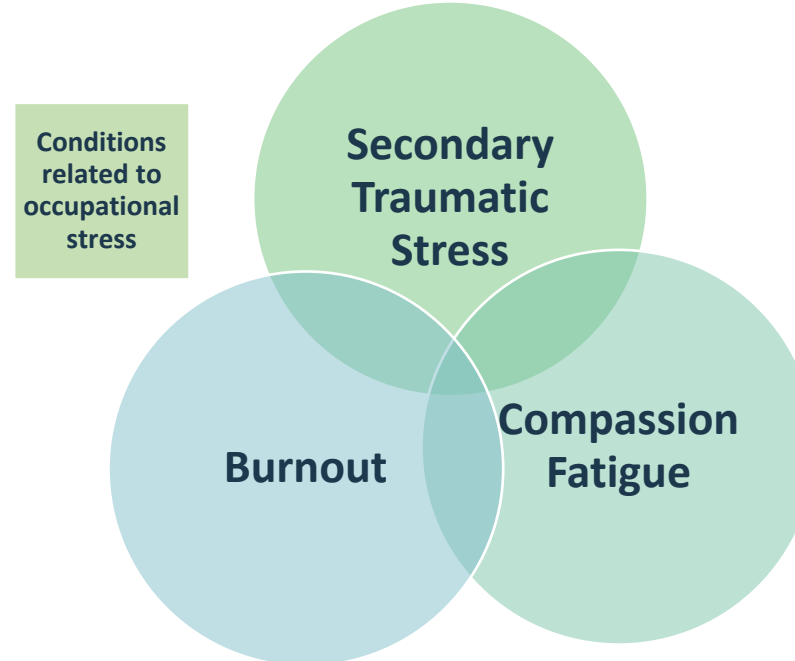 Conditions
related to
occupational
stress
Secondary
Traumatic
Stress
Compassion
Fatigue
Burnout